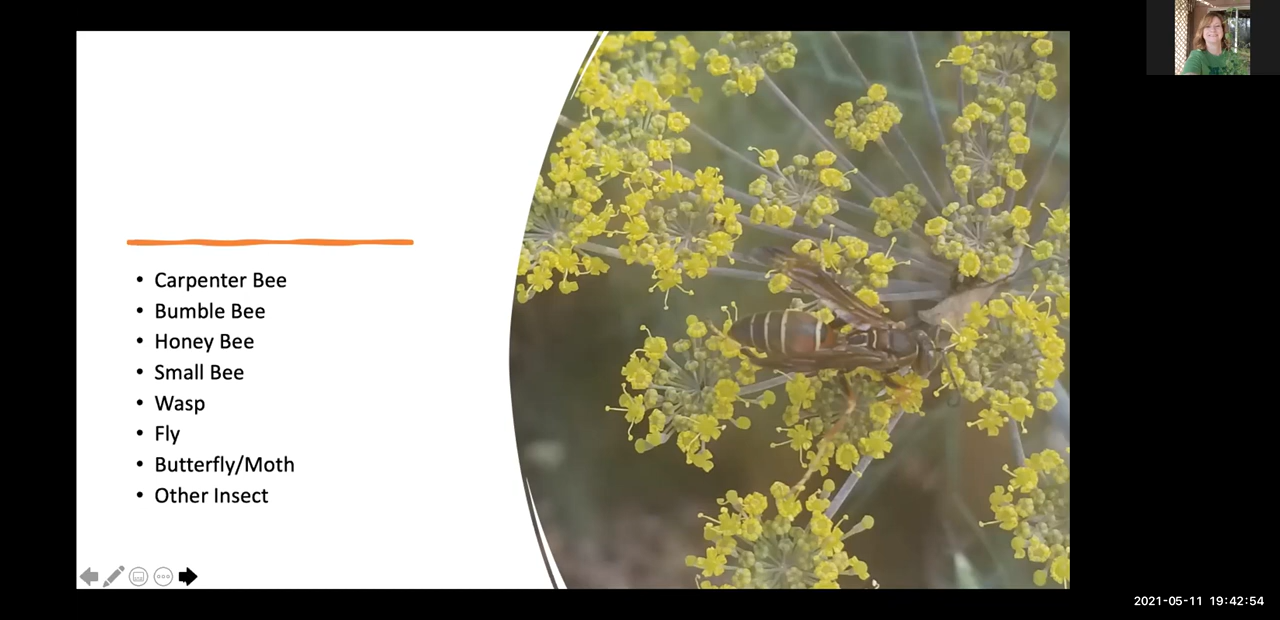 • Carpenter Bee
• Bumble Bee
• Honey Bee
• Small Bee
• Wasp
• Fly
• Butterfly/Moth
• Other Insect
2021-05-11 19:42:54